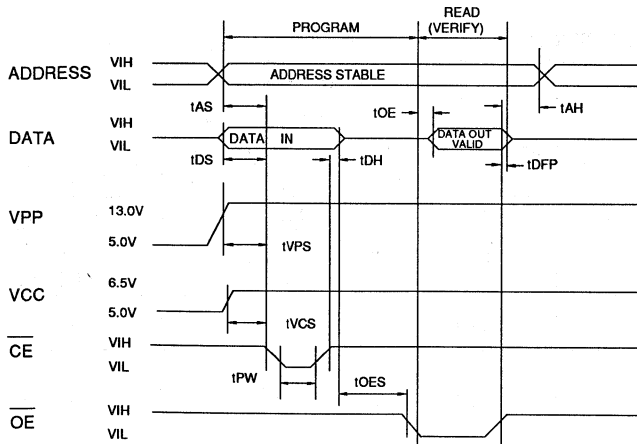 PROGRAM
READ
(VERIFY)
ADDRESS
VIH
VIL
ADDRESS STABLE
tAS
tOE
tAH
DATA
VIH
VIL
DATA IN
DATA OUT
VALID
tDS
tDH
tDFP
VPP
13.0V
5.0V
tVPS
VCC
6.5V
5.0V
tVCS
CE
VIH
VIL
tPW
tOES
OE
VIH
VIL